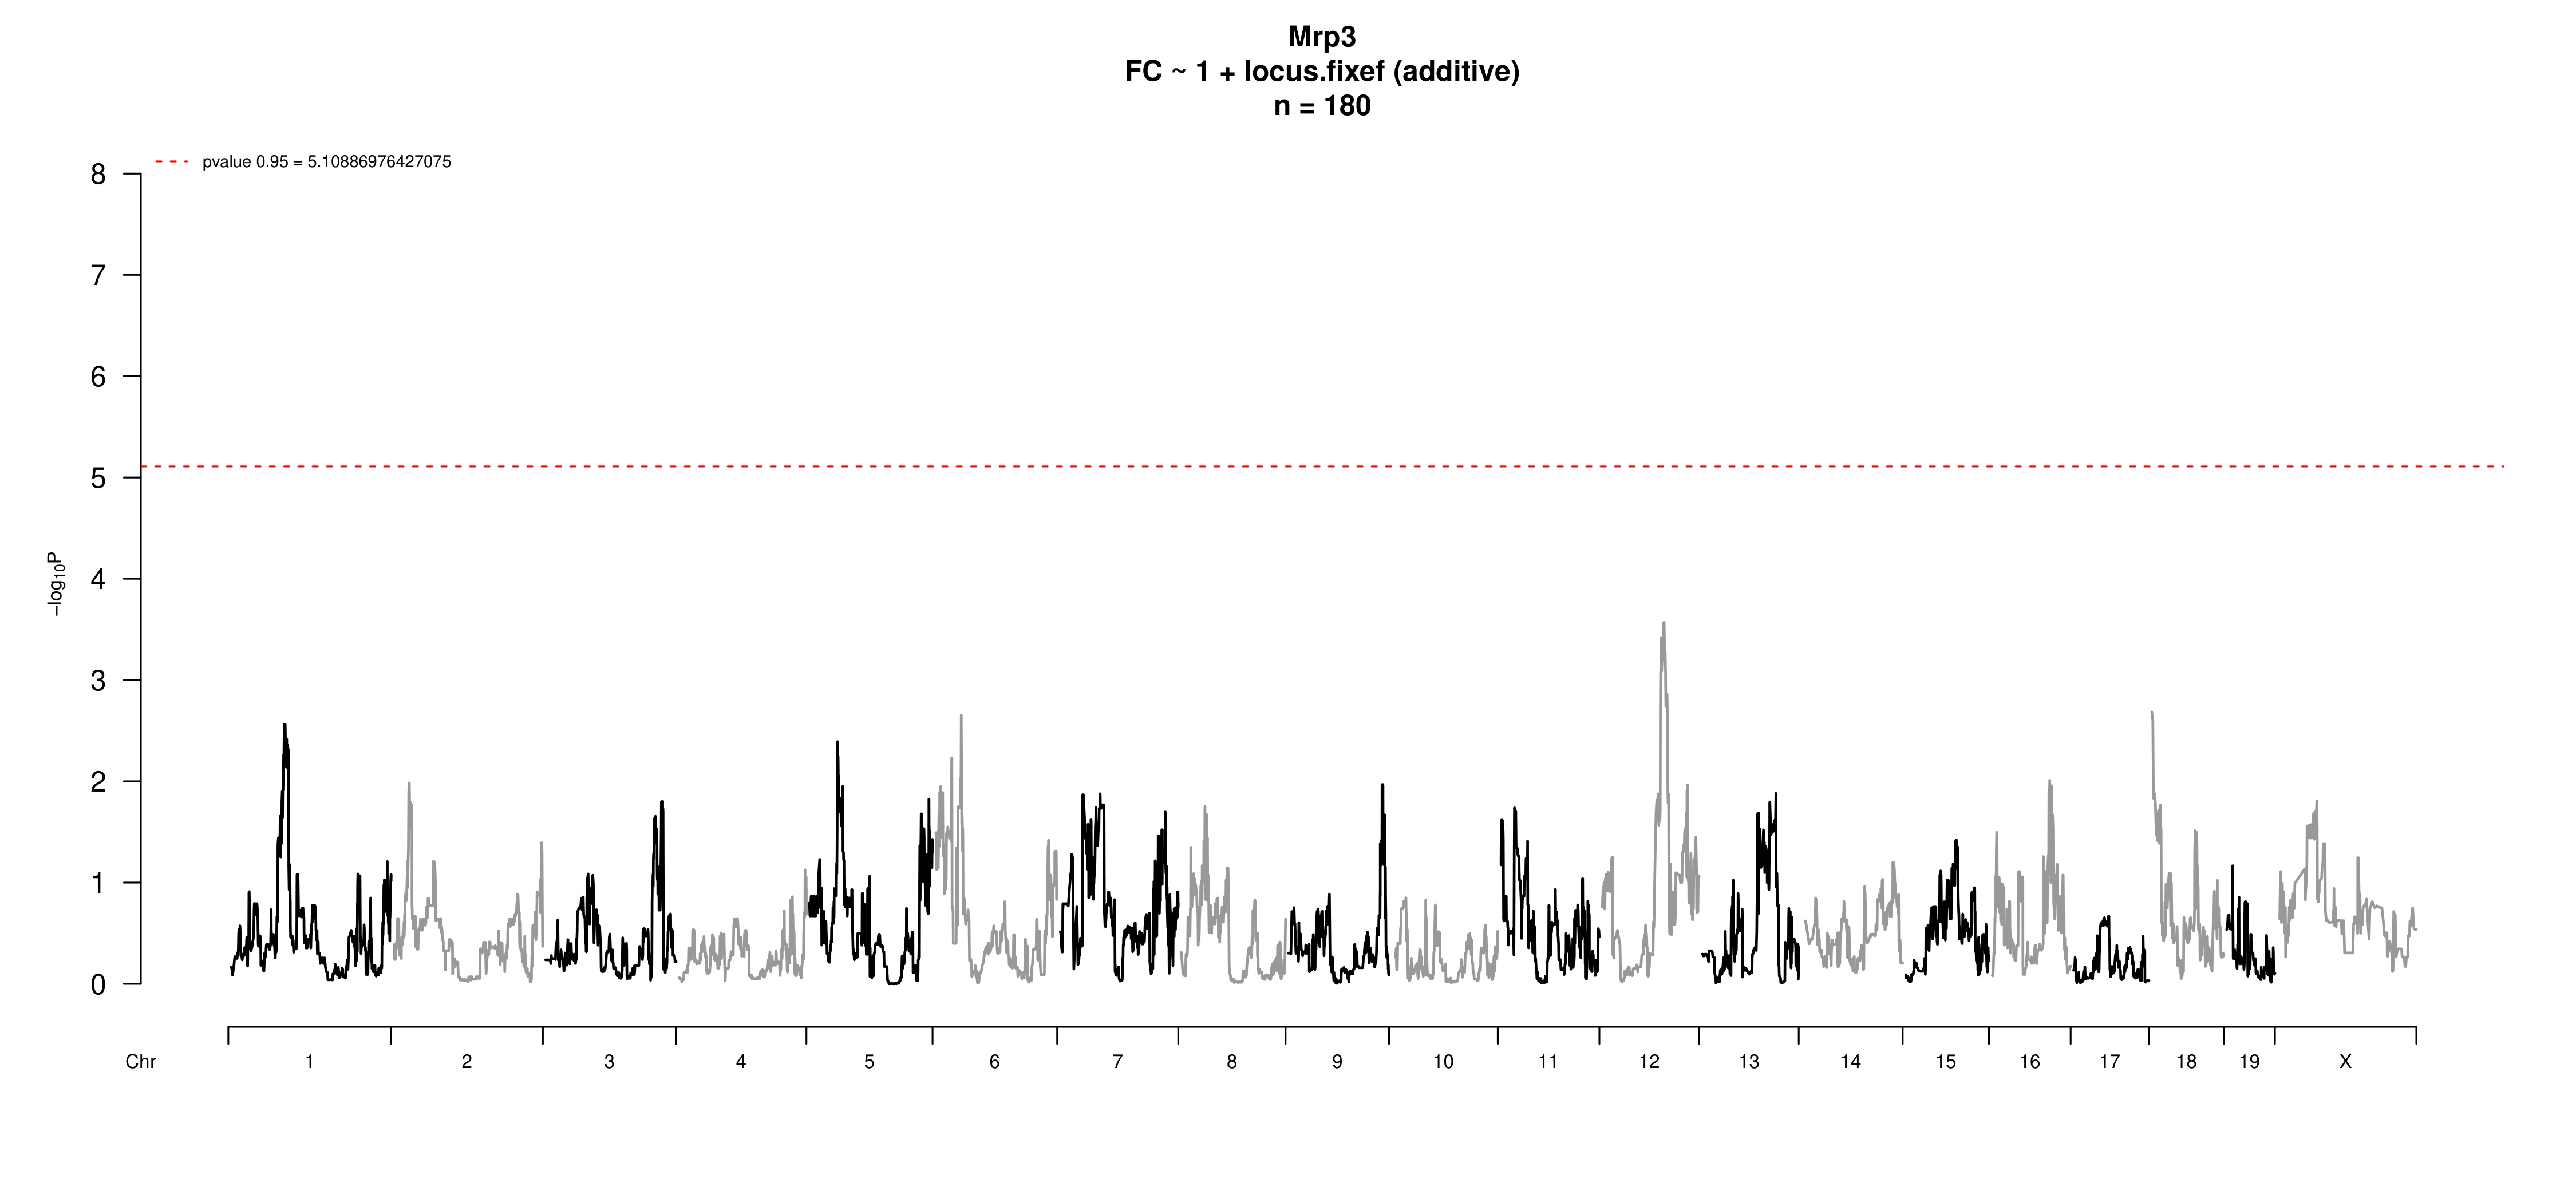 Mrp3
FC ~ 1 + locus.fixef (additive)
n = 180
pvalue 0.95 = 5.10886976427075
8
7
6
5
4
3
2
1
0
−log10P
Chr 1 2 3 4 5 6 7 8 9 10 11 12 13 14 15 16 17 18 19 X